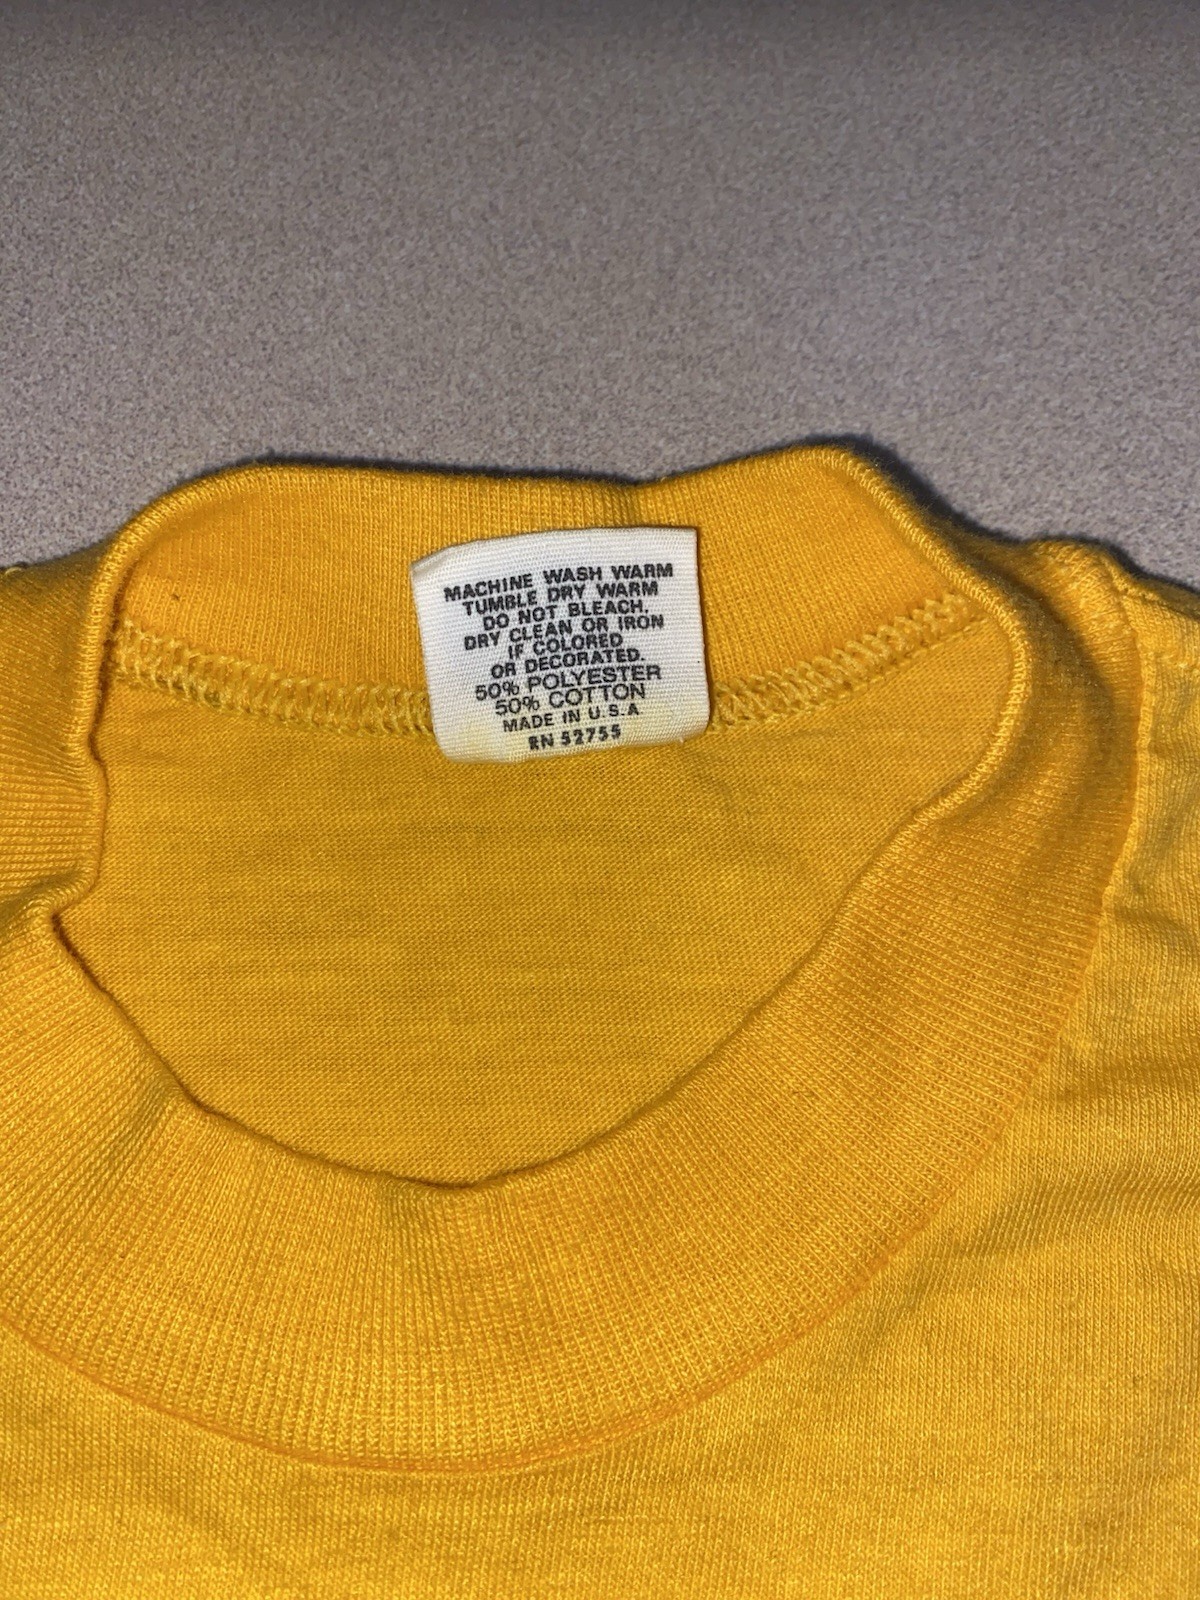 MACHINE WASH WARM
TUMBLE DRY WARM
DO NOT BLEACH,
DRY CLEAN OR IRON
IF COLORED
OR DECORATED.
50% POLYESTER
50% COTTON
MADE IN U.S.A
RN 52755